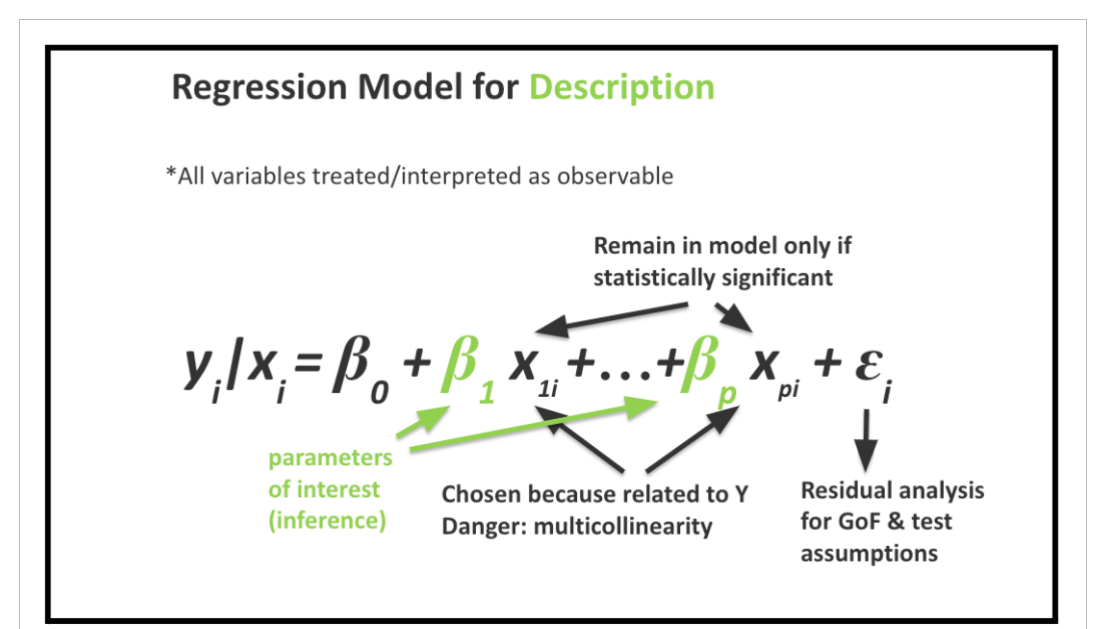 Regression Model for Description
*All variables treated/interpreted as observable
Remain in model only if
statistically significant
yᵢ|xᵢ = β₀ + β₁ x₁ᵢ +...+ βₚ xₚᵢ + εᵢ
parameters
of interest
(inference)
Chosen because related to Y
Danger: multicollinearity
Residual analysis
for GoF & test
assumptions